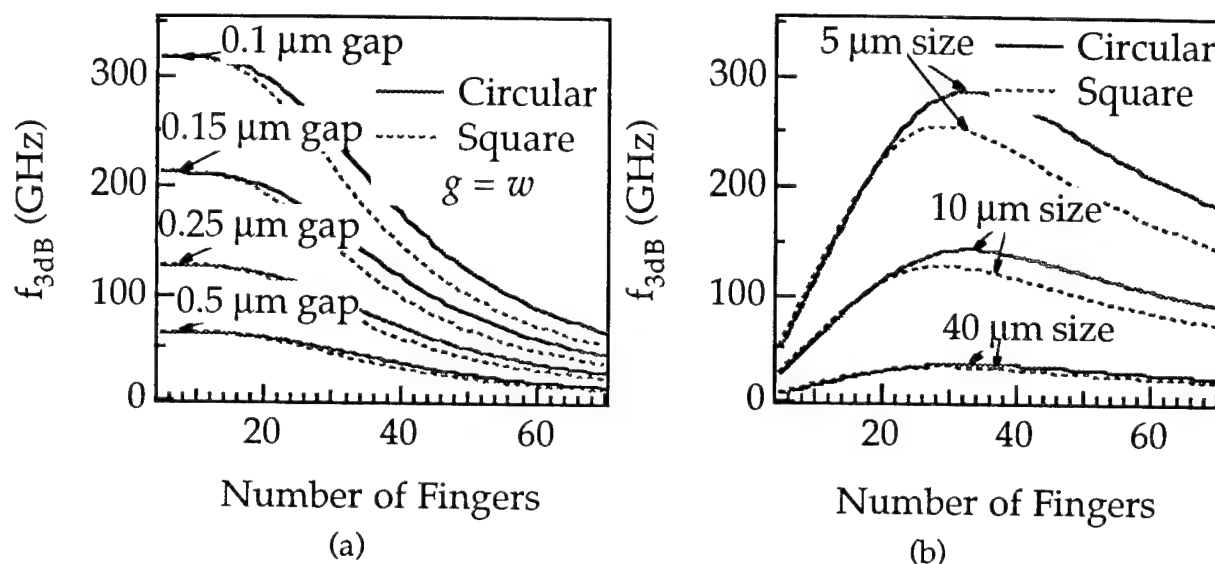 0.1 μm gap
0.15 μm gap
0.25 μm gap
0.5 μm gap
Circular
Square
g = w
f3dB (GHz)
300
200
100
0
20 40 60
Number of Fingers
(a)
5 μm size
Circular
Square
10 μm size
40 μm size
f3dB (GHz)
300
200
100
0
20 40 60
Number of Fingers
(b)